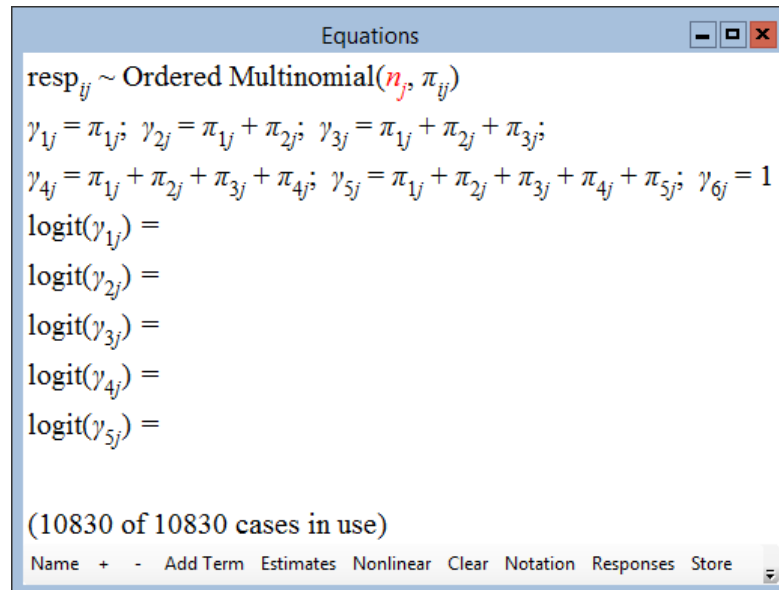 Equations
resp_ij ~ Ordered Multinomial(n_j, π_ij)
γ_1j = π_1j; γ_2j = π_1j + π_2j; γ_3j = π_1j + π_2j + π_3j;
γ_4j = π_1j + π_2j + π_3j + π_4j; γ_5j = π_1j + π_2j + π_3j + π_4j + π_5j; γ_6j = 1
logit(γ_1j) =
logit(γ_2j) =
logit(γ_3j) =
logit(γ_4j) =
logit(γ_5j) =
(10830 of 10830 cases in use)
Name + - Add Term Estimates Nonlinear Clear Notation Responses Store